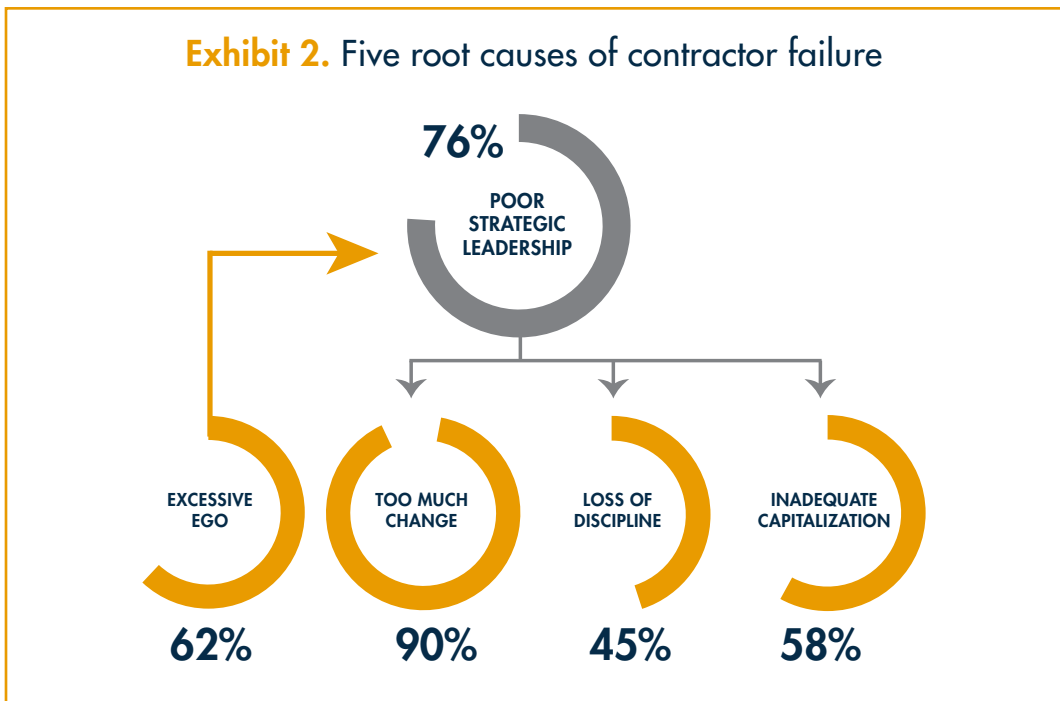 Exhibit 2. Five root causes of contractor failure
76%
POOR
STRATEGIC
LEADERSHIP
EXCESSIVE
EGO
62%
TOO MUCH
CHANGE
90%
LOSS OF
DISCIPLINE
45%
INADEQUATE
CAPITALIZATION
58%